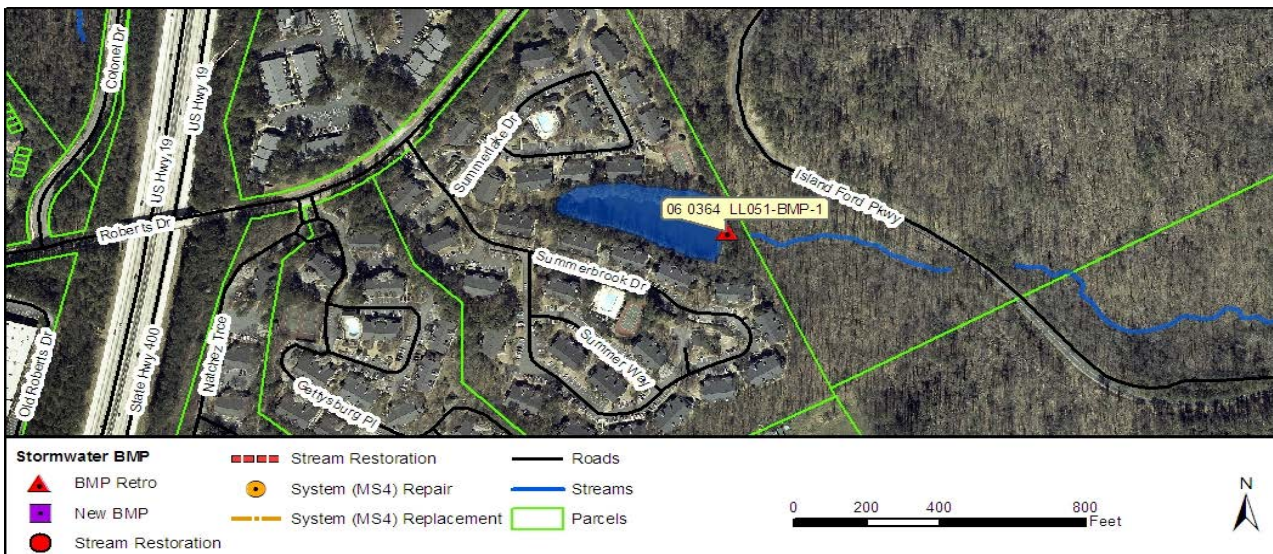 Colonel Dr
US Hwy 19
US Hwy 19
Summerlake Dr
Island Ford Pkwy
06 0364 LL051-BMP-1
Roberts Dr
Summerbrook Dr
Natchez Trce
Summer Way
Old Roberts Dr
State Hwy 400
Gettysburg Pl
Stormwater BMP
BMP Retro
New BMP
Stream Restoration
Stream Restoration
System (MS4) Repair
System (MS4) Replacement
Roads
Streams
Parcels
0 200 400 800
Feet
N